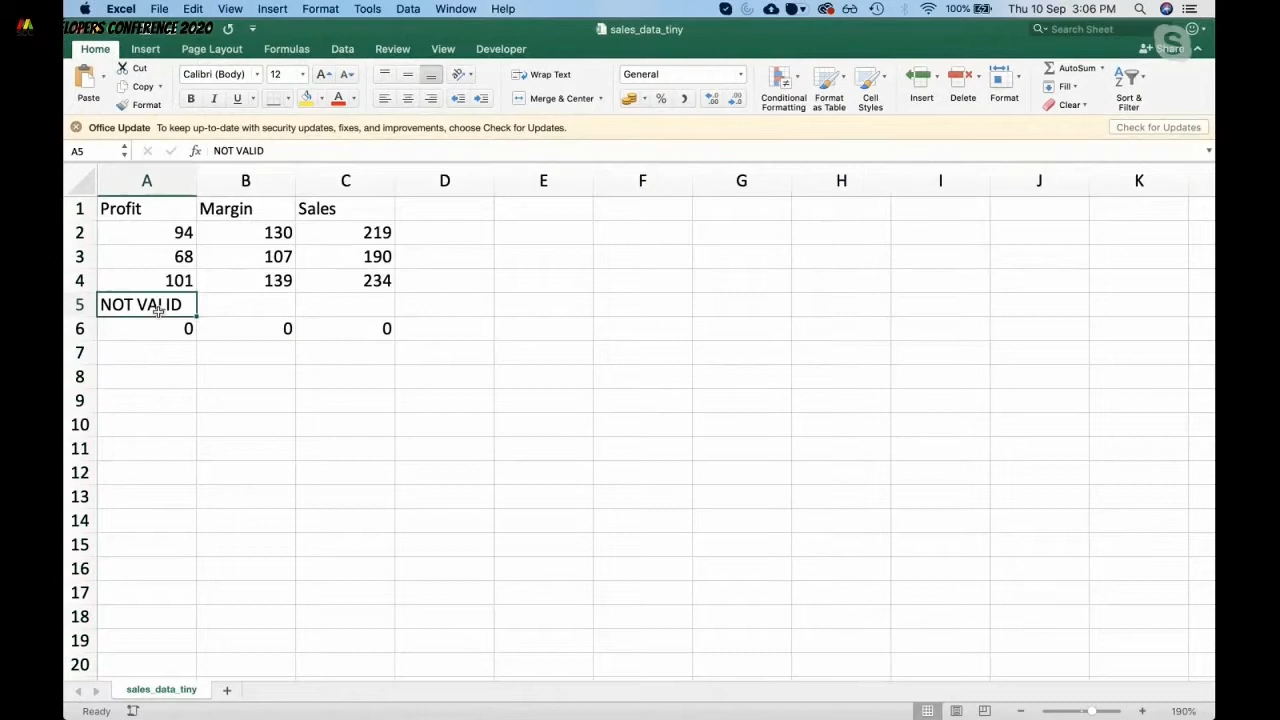 Excel File Edit View Insert Format Tools Data Window Help 100% Thu 10 Sep 3:06 PM
ELOPERS CONFERENCE 2020
sales_data_tiny
Search Sheet
Home Insert Page Layout Formulas Data Review View Developer
Share
Paste
Cut
Copy
Format
Calibri (Body) 12
B I U
Wrap Text
Merge & Center
General
Conditional Formatting
Format as Table
Cell Styles
Insert
Delete
Format
AutoSum
Fill
Clear
Sort & Filter
Office Update To keep up-to-date with security updates, fixes, and improvements, choose Check for Updates. Check for Updates
A5 fx NOT VALID
A B C D E F G H I J K
1 Profit Margin Sales
2 94 130 219
3 68 107 190
4 101 139 234
5 NOT VALID
6 0 0 0
7
8
9
10
11
12
13
14
15
16
17
18
19
20
sales_data_tiny
Ready 190%